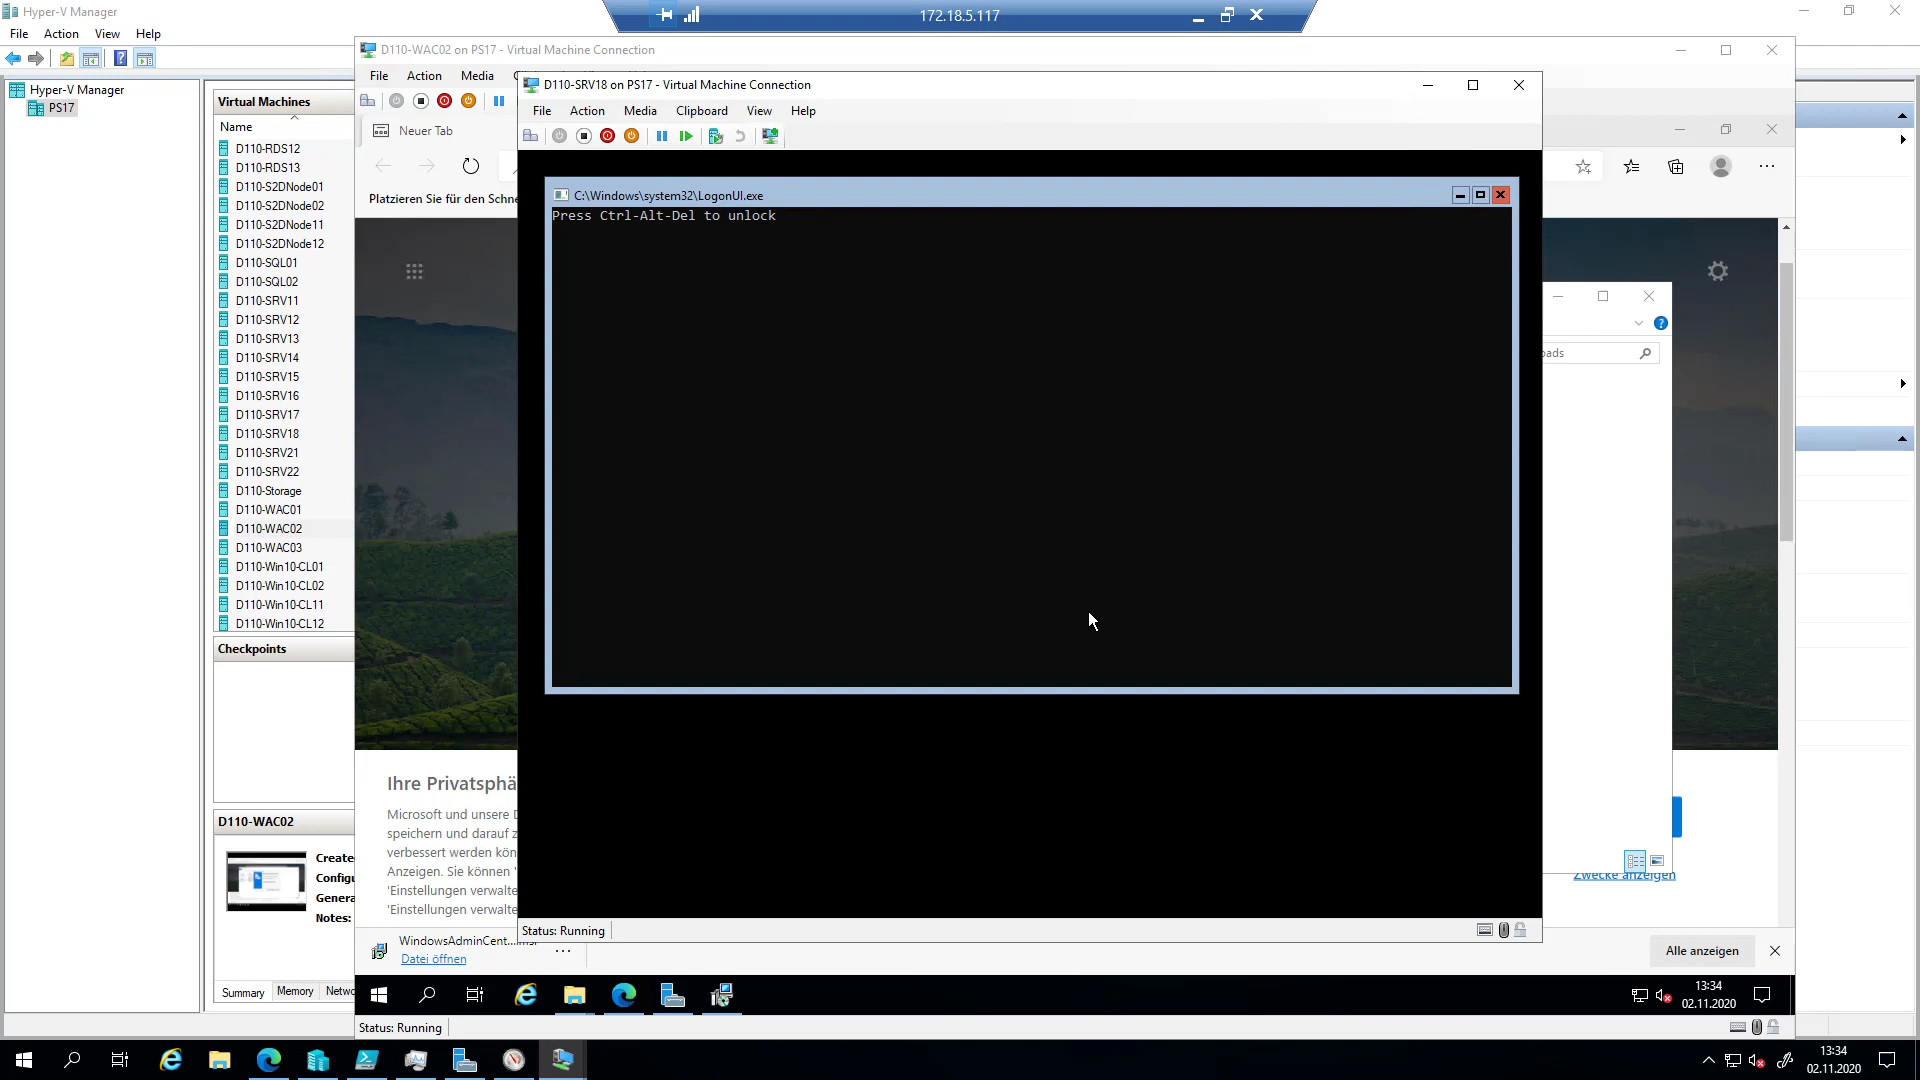 Hyper-V Manager
File Action View Help
172.18.5.117
Hyper-V Manager
PS17
Virtual Machines
Name
D110-RDS12
D110-RDS13
D110-S2DNode01
D110-S2DNode02
D110-S2DNode11
D110-S2DNode12
D110-SQL01
D110-SQL02
D110-SRV11
D110-SRV12
D110-SRV13
D110-SRV14
D110-SRV15
D110-SRV16
D110-SRV17
D110-SRV18
D110-SRV21
D110-SRV22
D110-Storage
D110-WAC01
D110-WAC02
D110-WAC03
D110-Win10-CL01
D110-Win10-CL02
D110-Win10-CL11
D110-Win10-CL12
Checkpoints
D110-WAC02
Create
Configu
Genera
Notes:
Summary Memory Netwo
D110-WAC02 on PS17 - Virtual Machine Connection
File Action Media
Neuer Tab
Platzieren Sie für den Schne
D110-SRV18 on PS17 - Virtual Machine Connection
File Action Media Clipboard View Help
C:\Windows\system32\LogonUI.exe
Press Ctrl-Alt-Del to unlock
Status: Running
oads
Ihre Privatsphä
Microsoft und unsere D
speichern und darauf z
verbessert werden kön
Anzeigen. Sie können '
'Einstellungen verwalte
'Einstellungen verwalte
Zwecke anzeigen
WindowsAdminCent....msi
Datei öffnen
Alle anzeigen
13:34
02.11.2020
Status: Running
13:34
02.11.2020